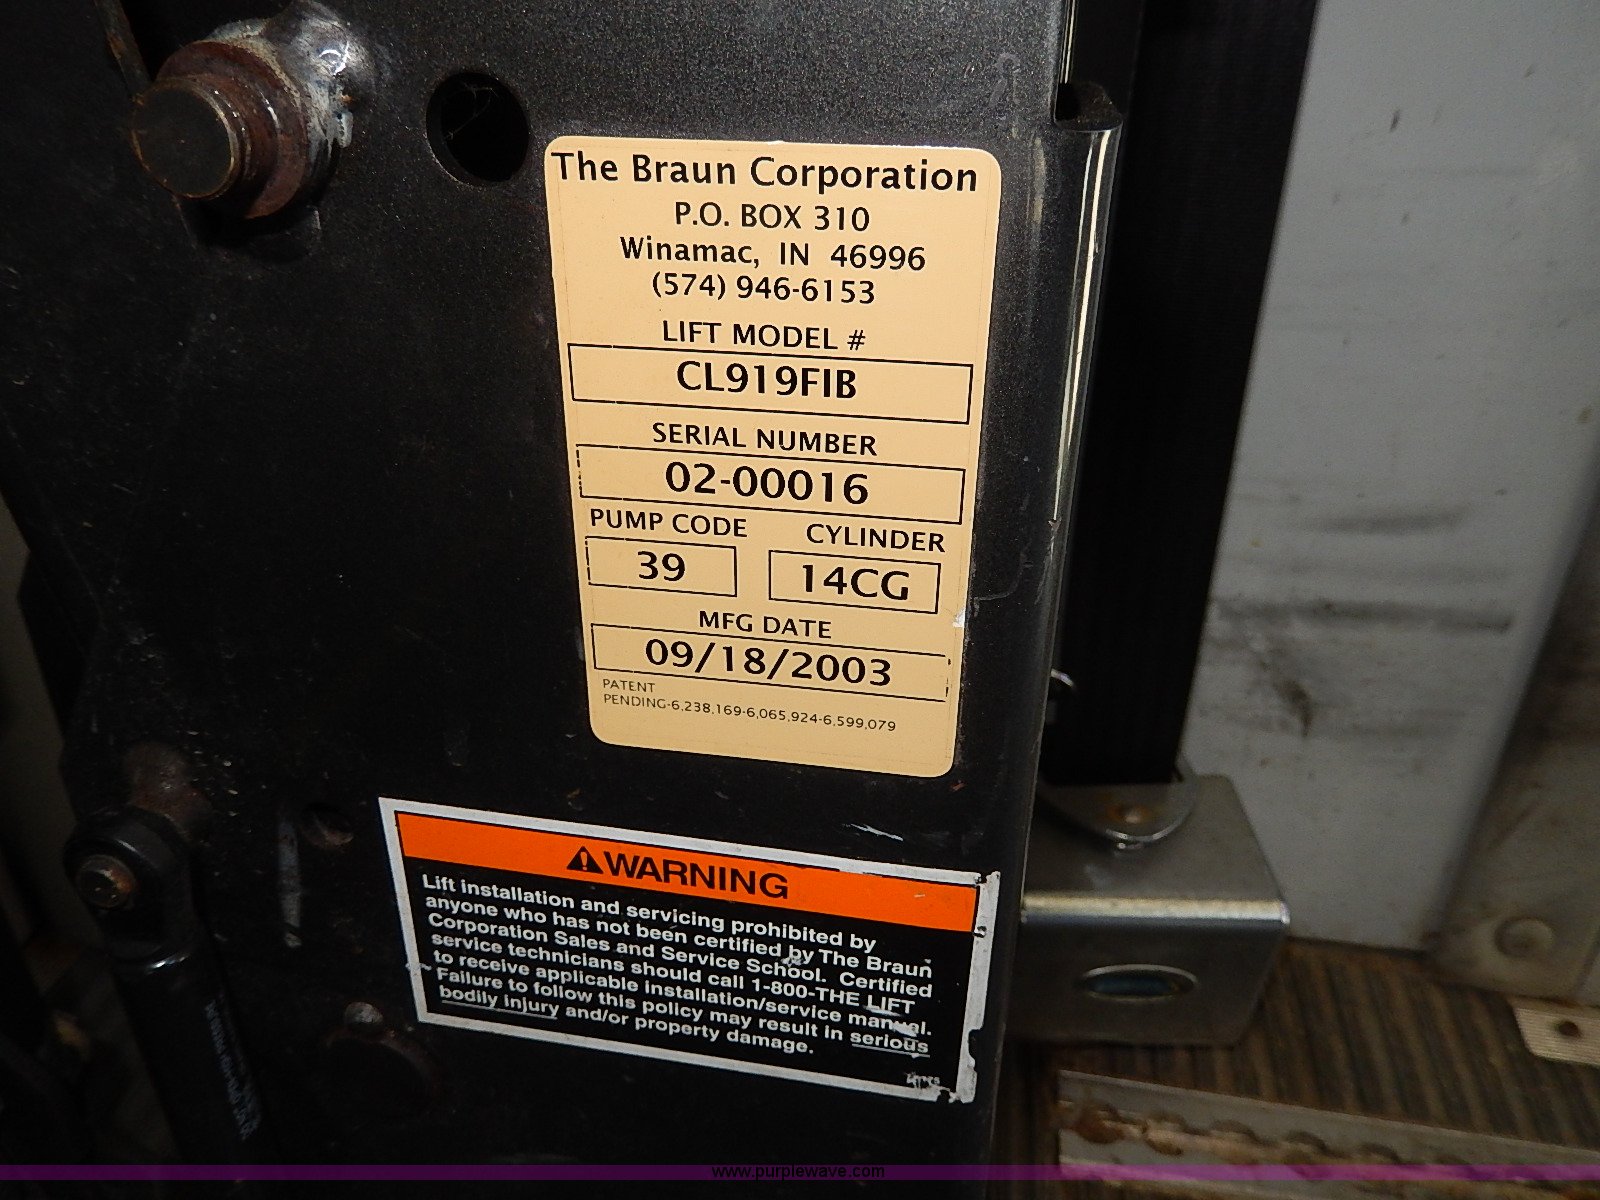 The Braun Corporation
P.O. BOX 310
Winamac, IN 46996
(574) 946-6153
LIFT MODEL #
CL919FIB
SERIAL NUMBER
02-00016
PUMP CODE CYLINDER
39 14CG
MFG DATE
09/18/2003
PATENT
PENDING-6,238,169-6,065,924-6,599,079
WARNING
Lift installation and servicing prohibited by
anyone who has not been certified by The Braun
Corporation Sales and Service School. Certified
service technicians should call 1-800-THE LIFT
to receive applicable installation/service manual.
Failure to follow this policy may result in serious
bodily injury and/or property damage.
www.purplewave.com